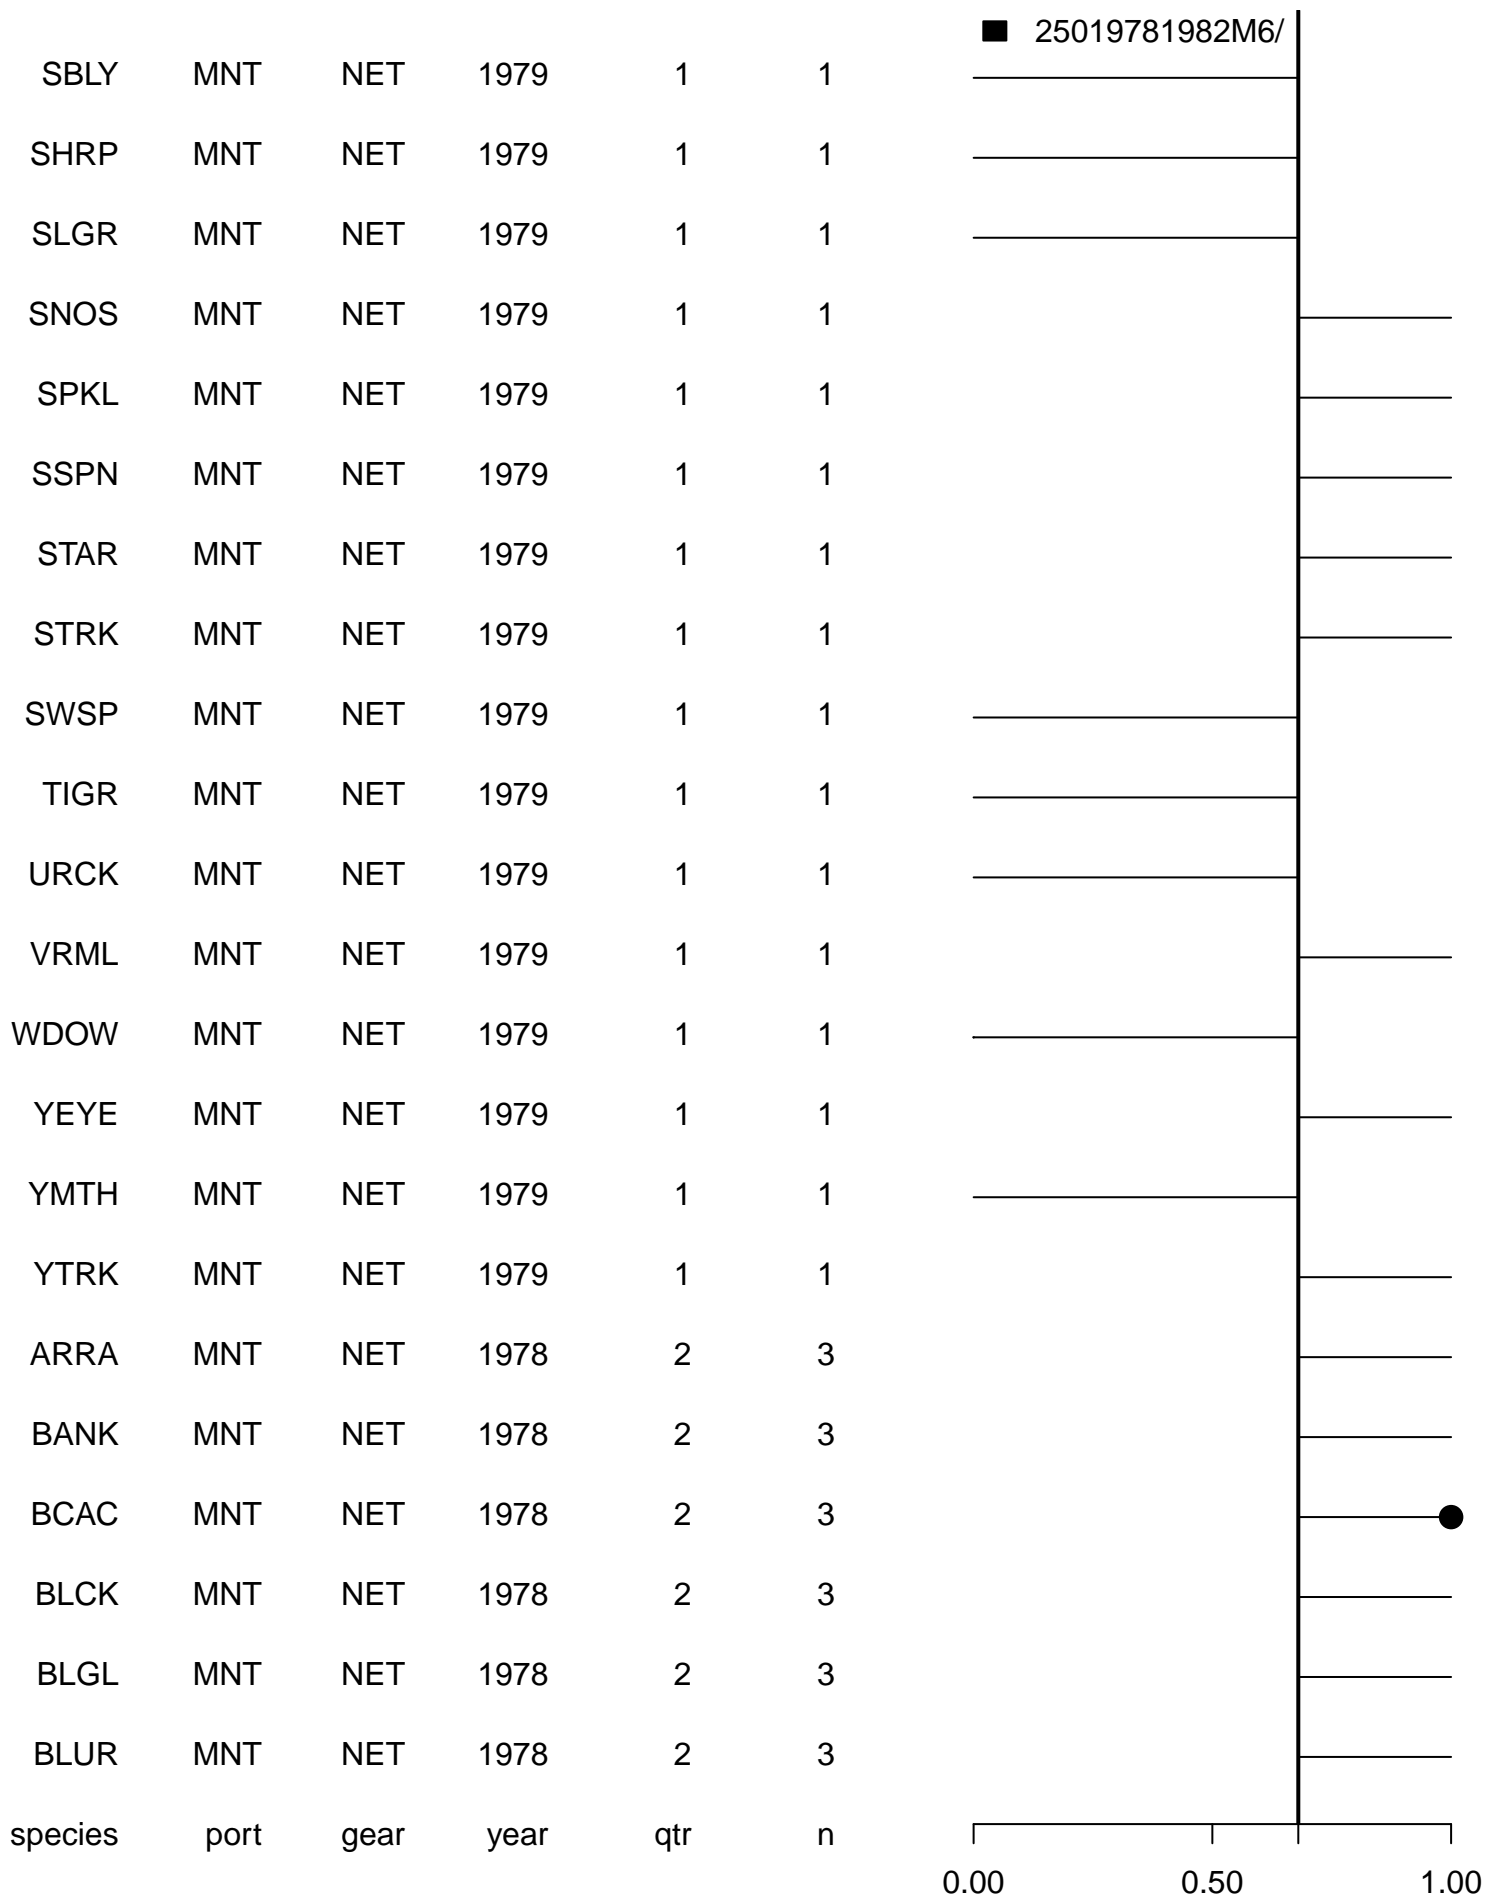 25019781982M6/
SBLY MNT NET 1979 1 1
SHRP MNT NET 1979 1 1
SLGR MNT NET 1979 1 1
SNOS MNT NET 1979 1 1
SPKL MNT NET 1979 1 1
SSPN MNT NET 1979 1 1
STAR MNT NET 1979 1 1
STRK MNT NET 1979 1 1
SWSP MNT NET 1979 1 1
TIGR MNT NET 1979 1 1
URCK MNT NET 1979 1 1
VRML MNT NET 1979 1 1
WDOW MNT NET 1979 1 1
YEYE MNT NET 1979 1 1
YMTH MNT NET 1979 1 1
YTRK MNT NET 1979 1 1
ARRA MNT NET 1978 2 3
BANK MNT NET 1978 2 3
BCAC MNT NET 1978 2 3
BLCK MNT NET 1978 2 3
BLGL MNT NET 1978 2 3
BLUR MNT NET 1978 2 3
species port gear year qtr n
0.00 0.50 1.00